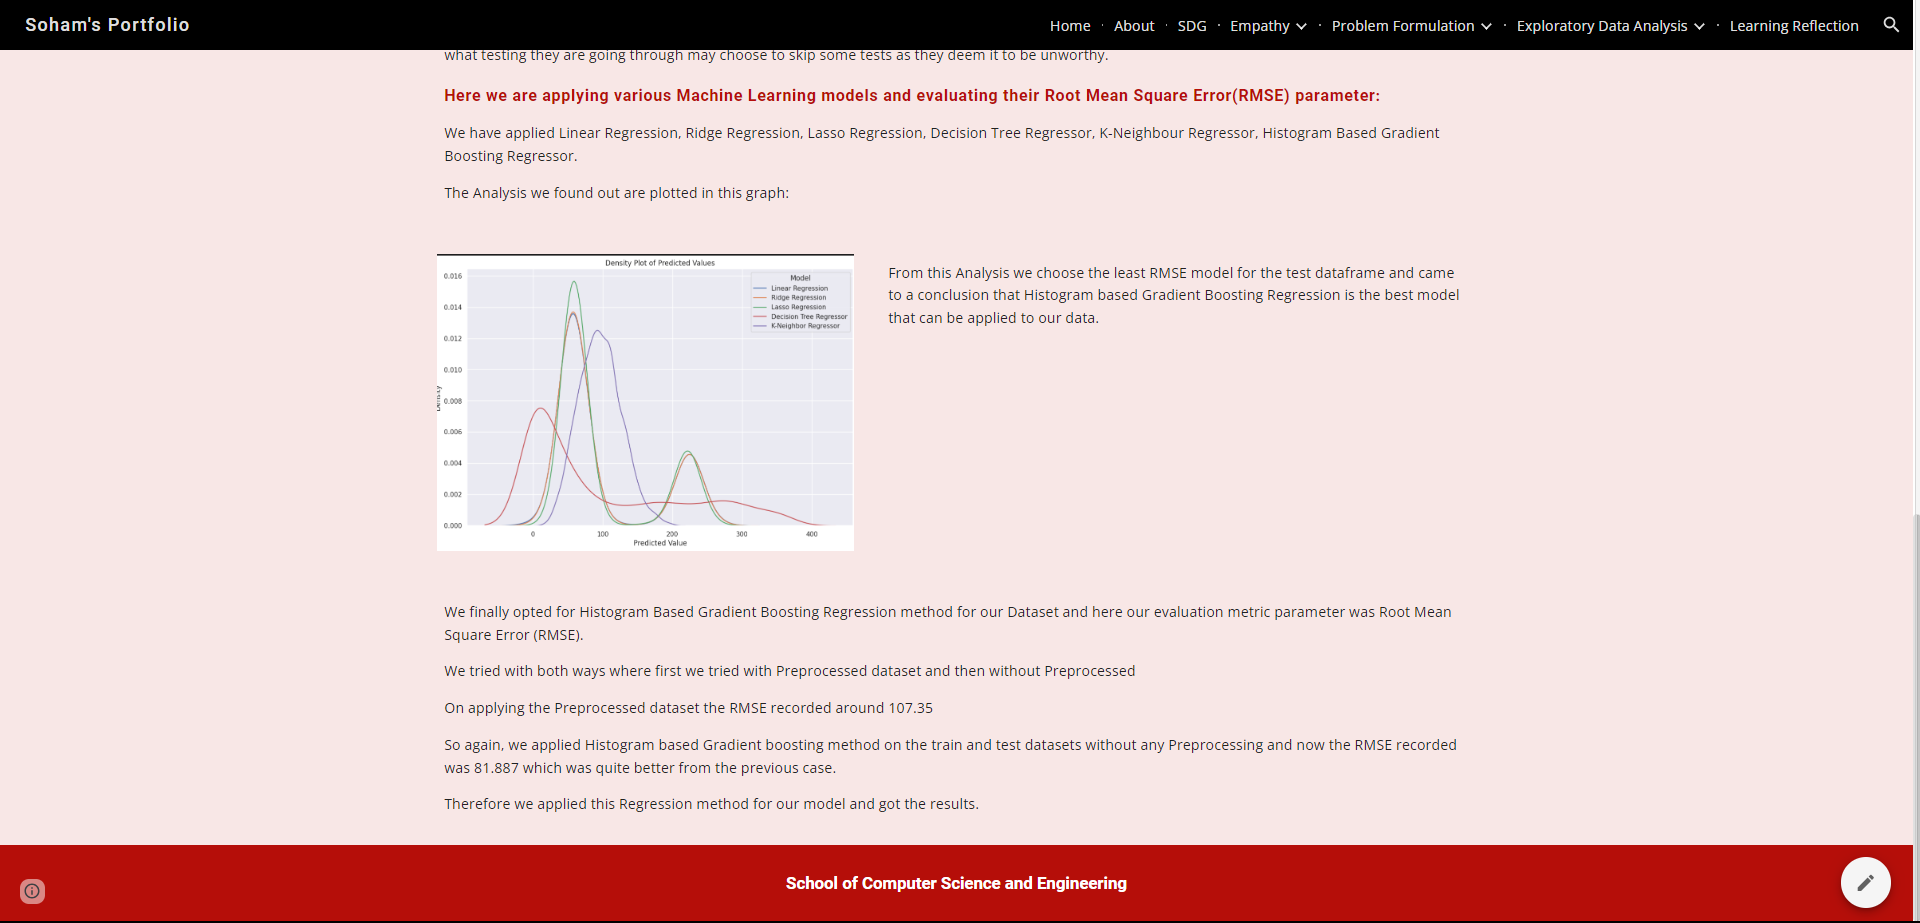 Soham's Portfolio
Home · About · SDG · Empathy · Problem Formulation · Exploratory Data Analysis · Learning Reflection
what testing they are going through may choose to skip some tests as they deem it to be unworthy.
Here we are applying various Machine Learning models and evaluating their Root Mean Square Error(RMSE) parameter:
We have applied Linear Regression, Ridge Regression, Lasso Regression, Decision Tree Regressor, K-Neighbour Regressor, Histogram Based Gradient
Boosting Regressor.
The Analysis we found out are plotted in this graph:
Density Plot of Predicted Values
Model
Linear Regression
Ridge Regression
Lasso Regression
Decision Tree Regressor
K-Neighbor Regressor
0.016
0.014
0.012
0.010
0.008
0.006
0.004
0.002
0.000
Density
0 100 200 300 400
Predicted Value
From this Analysis we choose the least RMSE model for the test dataframe and came
to a conclusion that Histogram based Gradient Boosting Regression is the best model
that can be applied to our data.
We finally opted for Histogram Based Gradient Boosting Regression method for our Dataset and here our evaluation metric parameter was Root Mean
Square Error (RMSE).
We tried with both ways where first we tried with Preprocessed dataset and then without Preprocessed
On applying the Preprocessed dataset the RMSE recorded around 107.35
So again, we applied Histogram based Gradient boosting method on the train and test datasets without any Preprocessing and now the RMSE recorded
was 81.887 which was quite better from the previous case.
Therefore we applied this Regression method for our model and got the results.
School of Computer Science and Engineering